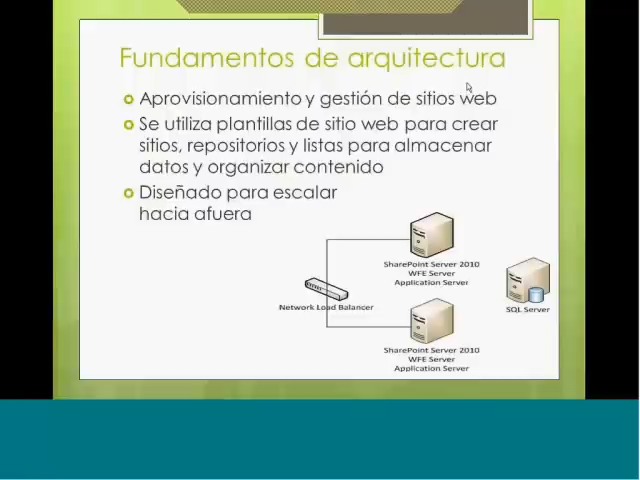 Fundamentos de arquitectura
Aprovisionamiento y gestión de sitios web
Se utiliza plantillas de sitio web para crear
sitios, repositorios y listas para almacenar
datos y organizar contenido
Diseñado para escalar
hacia afuera
SharePoint Server 2010
WFE Server
Application Server
Network Load Balancer
SQL Server
SharePoint Server 2010
WFE Server
Application Server